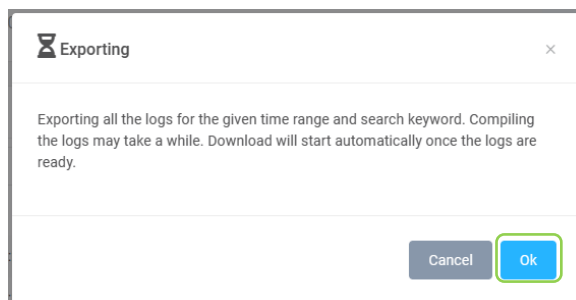 Exporting
×
Exporting all the logs for the given time range and search keyword. Compiling
the logs may take a while. Download will start automatically once the logs are
ready.
Cancel
Ok